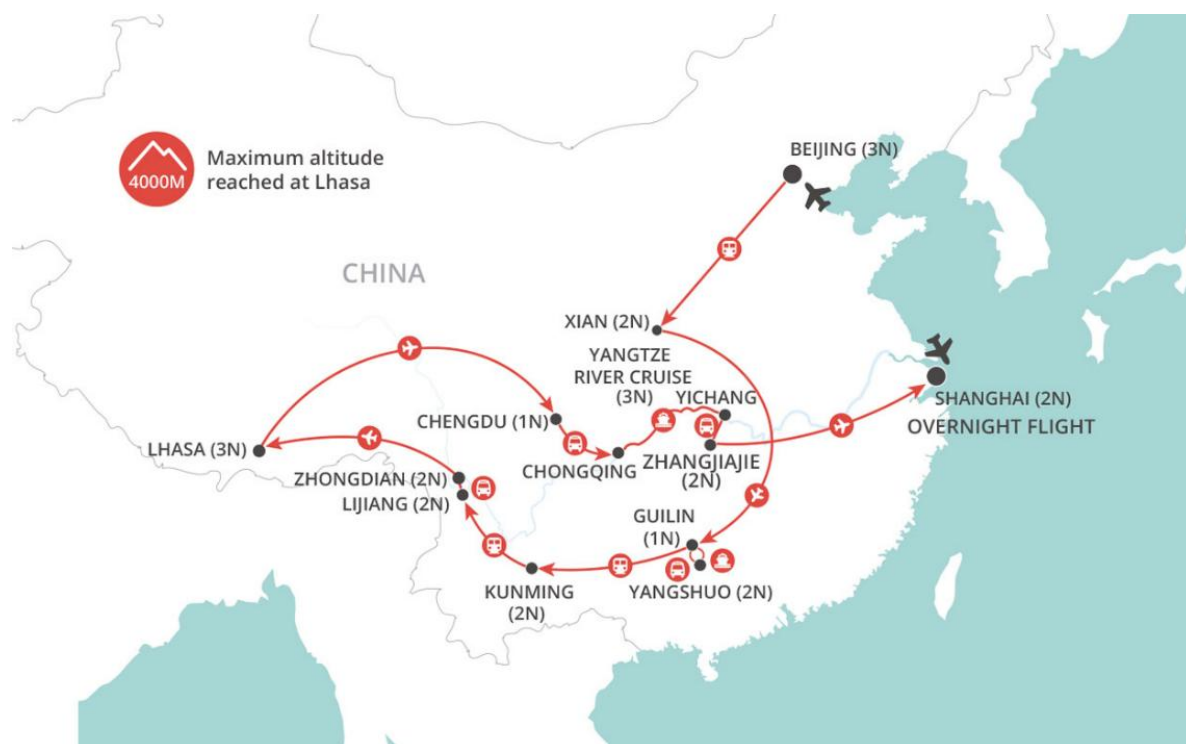 Maximum altitude
reached at Lhasa
4000M
BEIJING (3N)
CHINA
XIAN (2N)
YANGTZE
RIVER CRUISE
(3N)
YICHANG
SHANGHAI (2N)
OVERNIGHT FLIGHT
CHENGDU (1N)
LHASA (3N)
CHONGQING
ZHANGJIAJIE
(2N)
ZHONGDIAN (2N)
LIJIANG (2N)
GUILIN
(1N)
KUNMING
(2N)
YANGSHUO (2N)